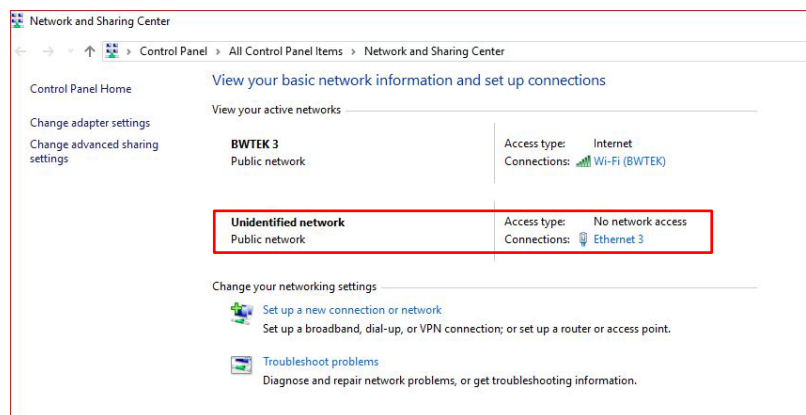 Network and Sharing Center
Control Panel > All Control Panel Items > Network and Sharing Center
Control Panel Home
Change adapter settings
Change advanced sharing
settings
View your basic network information and set up connections
View your active networks
BWTEK 3
Public network
Access type: Internet
Connections: Wi-Fi (BWTEK)
Unidentified network
Public network
Access type: No network access
Connections: Ethernet 3
Change your networking settings
Set up a new connection or network
Set up a broadband, dial-up, or VPN connection; or set up a router or access point.
Troubleshoot problems
Diagnose and repair network problems, or get troubleshooting information.